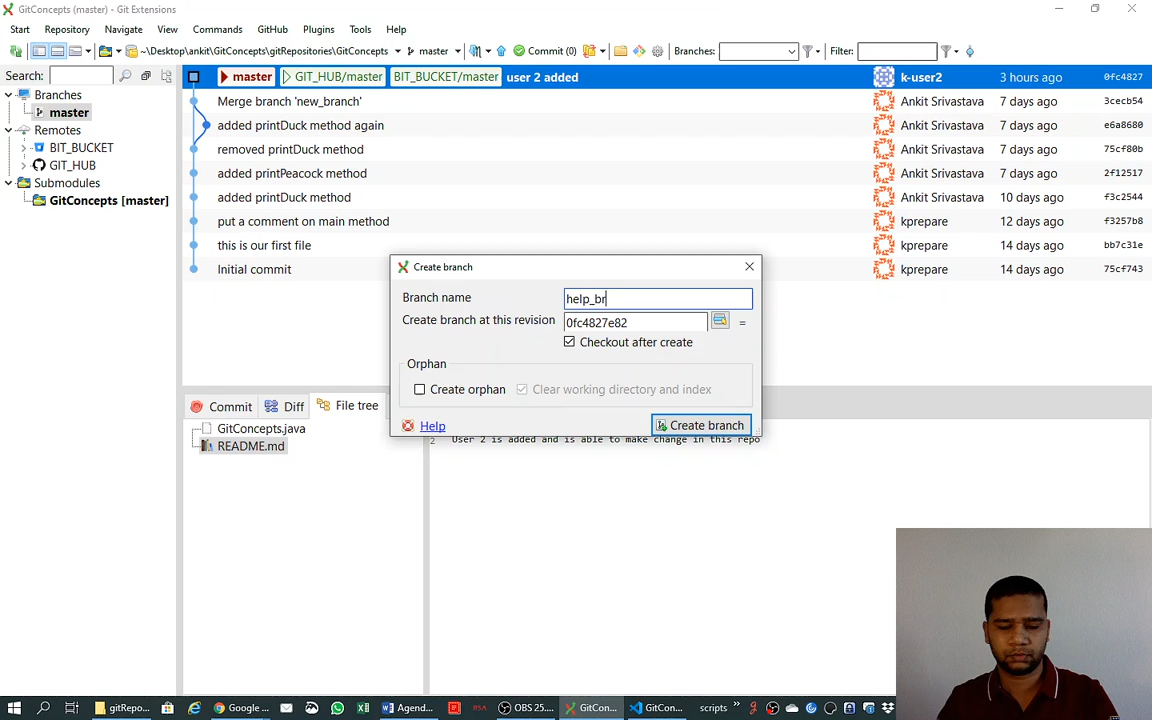 GitConcepts (master) - Git Extensions
Start Repository Navigate View Commands GitHub Plugins Tools Help
~\Desktop\ankit\GitConcepts\gitRepositories\GitConcepts master Commit (0) Branches: Filter:
Search:
Branches
master
Remotes
BIT_BUCKET
GIT_HUB
Submodules
GitConcepts [master]
master GIT_HUB/master BIT_BUCKET/master user 2 added k-user2 3 hours ago 0fc4827
Merge branch 'new_branch' Ankit Srivastava 7 days ago 3cecb54
added printDuck method again Ankit Srivastava 7 days ago e6a8680
removed printDuck method Ankit Srivastava 7 days ago 75cf80b
added printPeacock method Ankit Srivastava 7 days ago 2f12517
added printDuck method Ankit Srivastava 10 days ago f3c2544
put a comment on main method kprepare 12 days ago f3257b8
this is our first file kprepare 14 days ago bb7c31e
Initial commit kprepare 14 days ago 75cf743
Create branch
Branch name help_br
Create branch at this revision 0fc4827e82 =
Checkout after create
Orphan
Create orphan Clear working directory and index
Help Create branch
Commit Diff File tree
GitConcepts.java
README.md
2 User 2 is added and is able to make change in this repo
gitRepo... Google ... Agend... OBS 25.... GitCon... GitCon... scripts